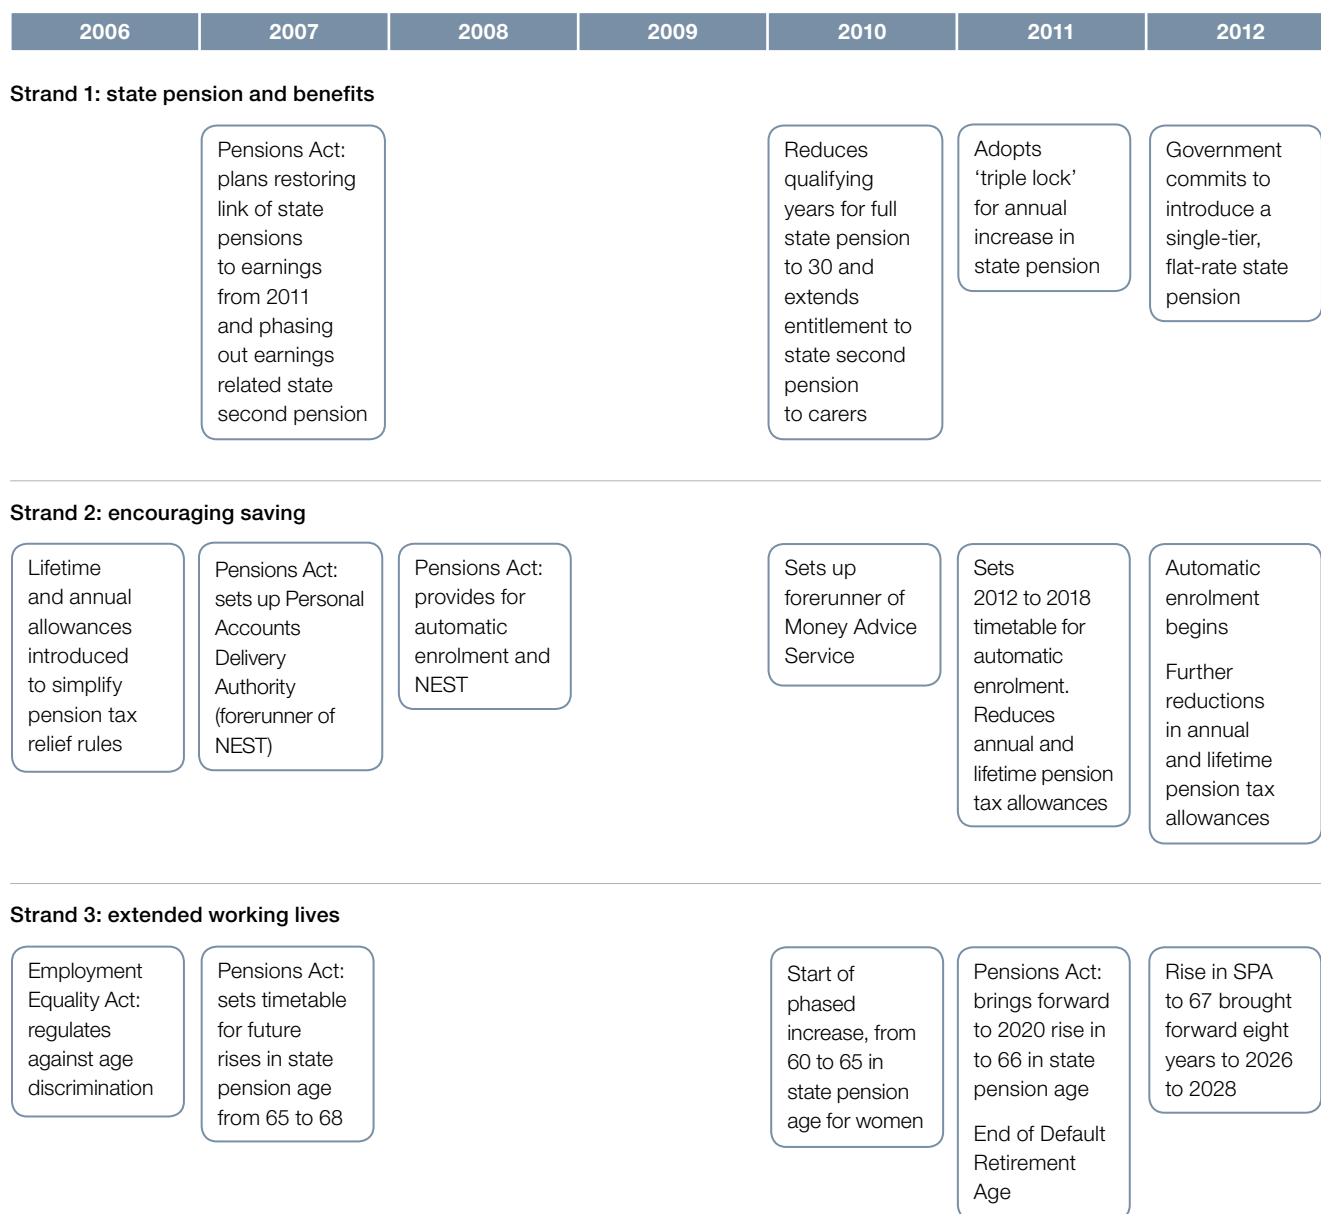 2006 2007 2008 2009 2010 2011 2012
Strand 1: state pension and benefits
Pensions Act:
plans restoring
link of state
pensions
to earnings
from 2011
and phasing
out earnings
related state
second pension
Reduces
qualifying
years for full
state pension
to 30 and
extends
entitlement to
state second
pension
to carers
Adopts
‘triple lock’
for annual
increase in
state pension
Government
commits to
introduce a
single-tier,
flat-rate state
pension
Strand 2: encouraging saving
Lifetime
and annual
allowances
introduced
to simplify
pension tax
relief rules
Pensions Act:
sets up Personal
Accounts
Delivery
Authority
(forerunner of
NEST)
Pensions Act:
provides for
automatic
enrolment and
NEST
Sets up
forerunner of
Money Advice
Service
Sets
2012 to 2018
timetable for
automatic
enrolment.
Reduces
annual and
lifetime pension
tax allowances
Automatic
enrolment
begins
Further
reductions
in annual
and lifetime
pension tax
allowances
Strand 3: extended working lives
Employment
Equality Act:
regulates
against age
discrimination
Pensions Act:
sets timetable
for future
rises in state
pension age
from 65 to 68
Start of
phased
increase, from
60 to 65 in
state pension
age for women
Pensions Act:
brings forward
to 2020 rise in
to 66 in state
pension age
End of Default
Retirement
Age
Rise in SPA
to 67 brought
forward eight
years to 2026
to 2028